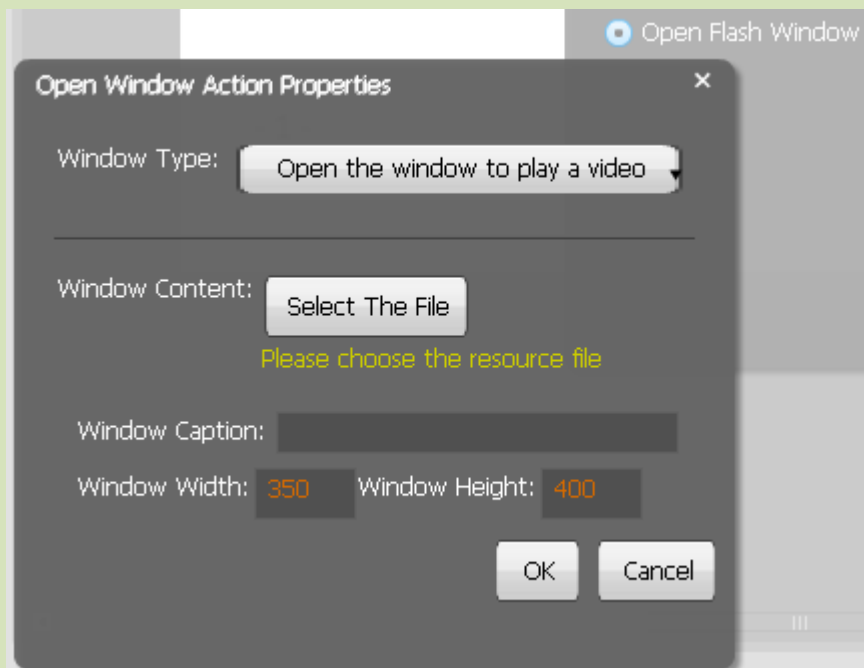 Open Flash Window
Open Window Action Properties
Window Type: Open the window to play a video
Window Content: Select The File
Please choose the resource file
Window Caption:
Window Width: 350 Window Height: 400
OK Cancel